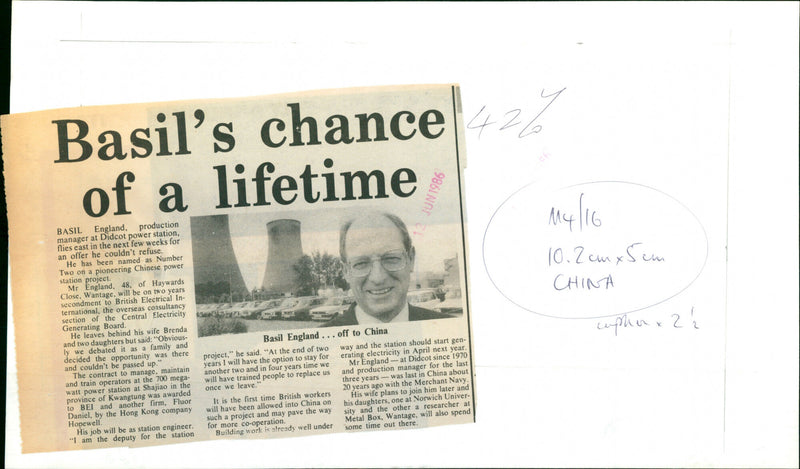 Basil's chance
of a lifetime
13 JUN 1986
BASIL England, production
manager at Didcot power station,
flies east in the next few weeks for
an offer he couldn't refuse.
He has been named as Number
Two on a pioneering Chinese power
station project.
Mr England, 48, of Haywards
Close, Wantage, will be on two years
secondment to British Electrical In-
ternational, the overseas consultancy
section of the Central Electricity
Generating Board.
He leaves behind his wife Brenda
and two daughters but said: "Obvious-
ly we debated it as a family and
decided the opportunity was there
and couldn't be passed up."
The contract to manage, maintain
and train operators at the 700 mega-
watt power station at Shajiao in the
province of Kwangtung was awarded
to BEI and another firm, Fluor
Daniel, by the Hong Kong company
Hopewell.
His job will be as station engineer.
"I am the deputy for the station
Basil England . . . off to China
project," he said. "At the end of two
years I will have the option to stay for
another two and in four years time we
will have trained people to replace us
once we leave."
It is the first time British workers
will have been allowed into China on
such a project and may pave the way
for more co-operation.
Building work is already well under
way and the station should start gen-
erating electricity in April next year.
Mr England — at Didcot since 1970
and production manager for the last
three years — was last in China about
20 years ago with the Merchant Navy.
His wife plans to join him later and
his daughters, one at Norwich Univer-
sity and the other a researcher at
Metal Box, Wantage, will also spend
some time out there.
426
M4/16
10.2cm x 5cm
CHINA
x 2 ½